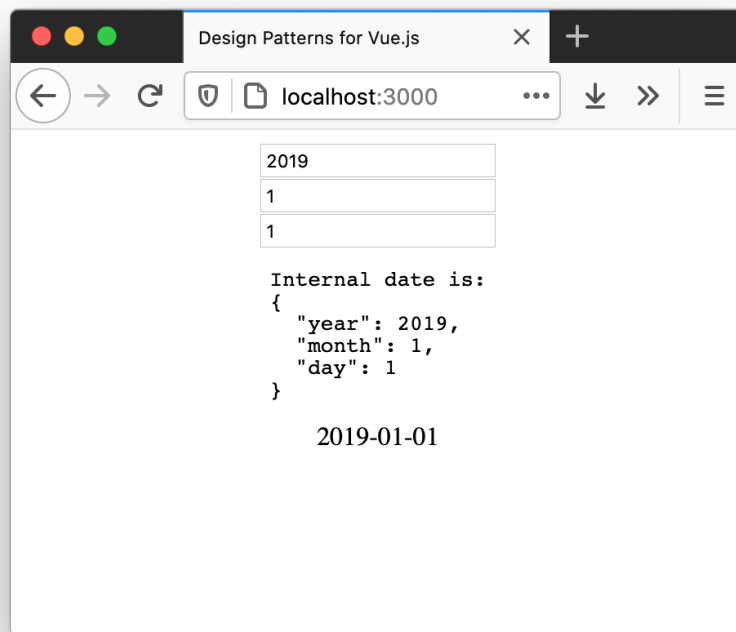 Design Patterns for Vue.js
localhost:3000
2019
1
1
Internal date is:
{
  "year": 2019,
  "month": 1,
  "day": 1
}
2019-01-01